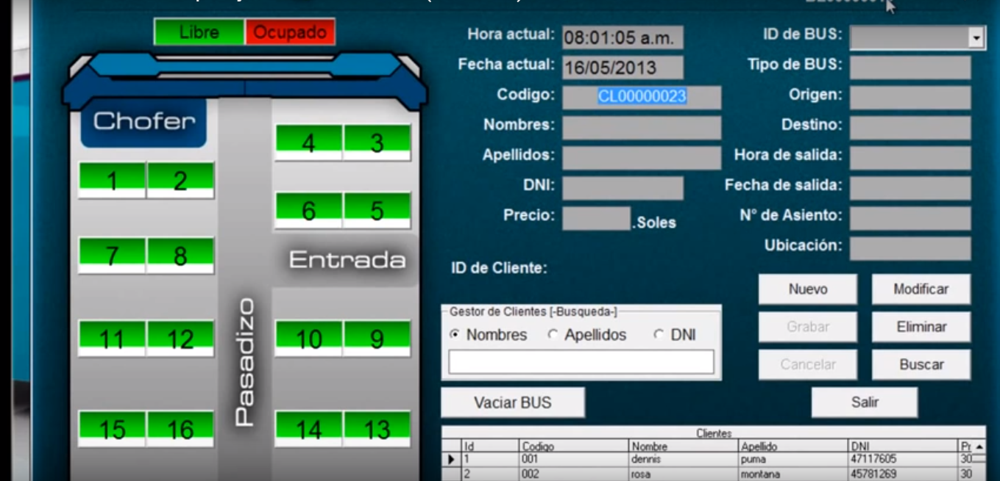 Libre Ocupado
Chofer
4 3
1 2
6 5
7 8
Entrada
11 12
10 9
Pasadizo
15 16
14 13
Hora actual: 08:01:05 a.m.
Fecha actual: 16/05/2013
Codigo: CL00000023
Nombres:
Apellidos:
DNI:
Precio: .Soles
ID de Cliente:
ID de BUS:
Tipo de BUS:
Origen:
Destino:
Hora de salida:
Fecha de salida:
N° de Asiento:
Ubicación:
Gestor de Clientes [-Busqueda-]
Nombres Apellidos DNI
Nuevo Modificar
Grabar Eliminar
Cancelar Buscar
Vaciar BUS Salir
Clientes
Id Codigo Nombre Apellido DNI
1 001 dennis puma 47117605 30
2 002 rosa montana 45781269 30